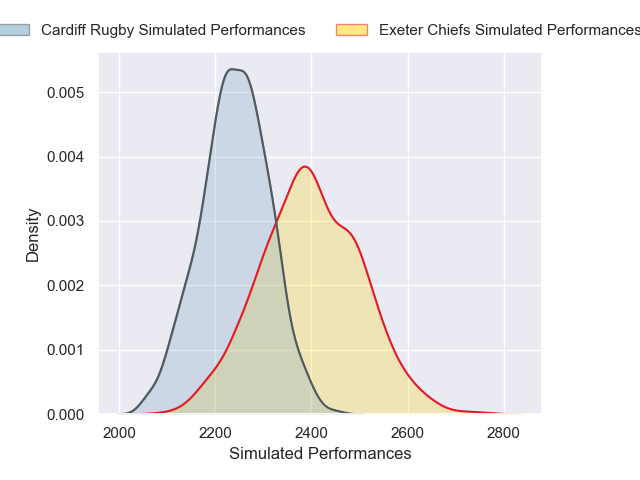 Cardiff Rugby Simulated Performances Exeter Chiefs Simulated Performances
0.005
0.004
0.003
0.002
0.001
0.000
Density
2000 2200 2400 2600 2800
Simulated Performances